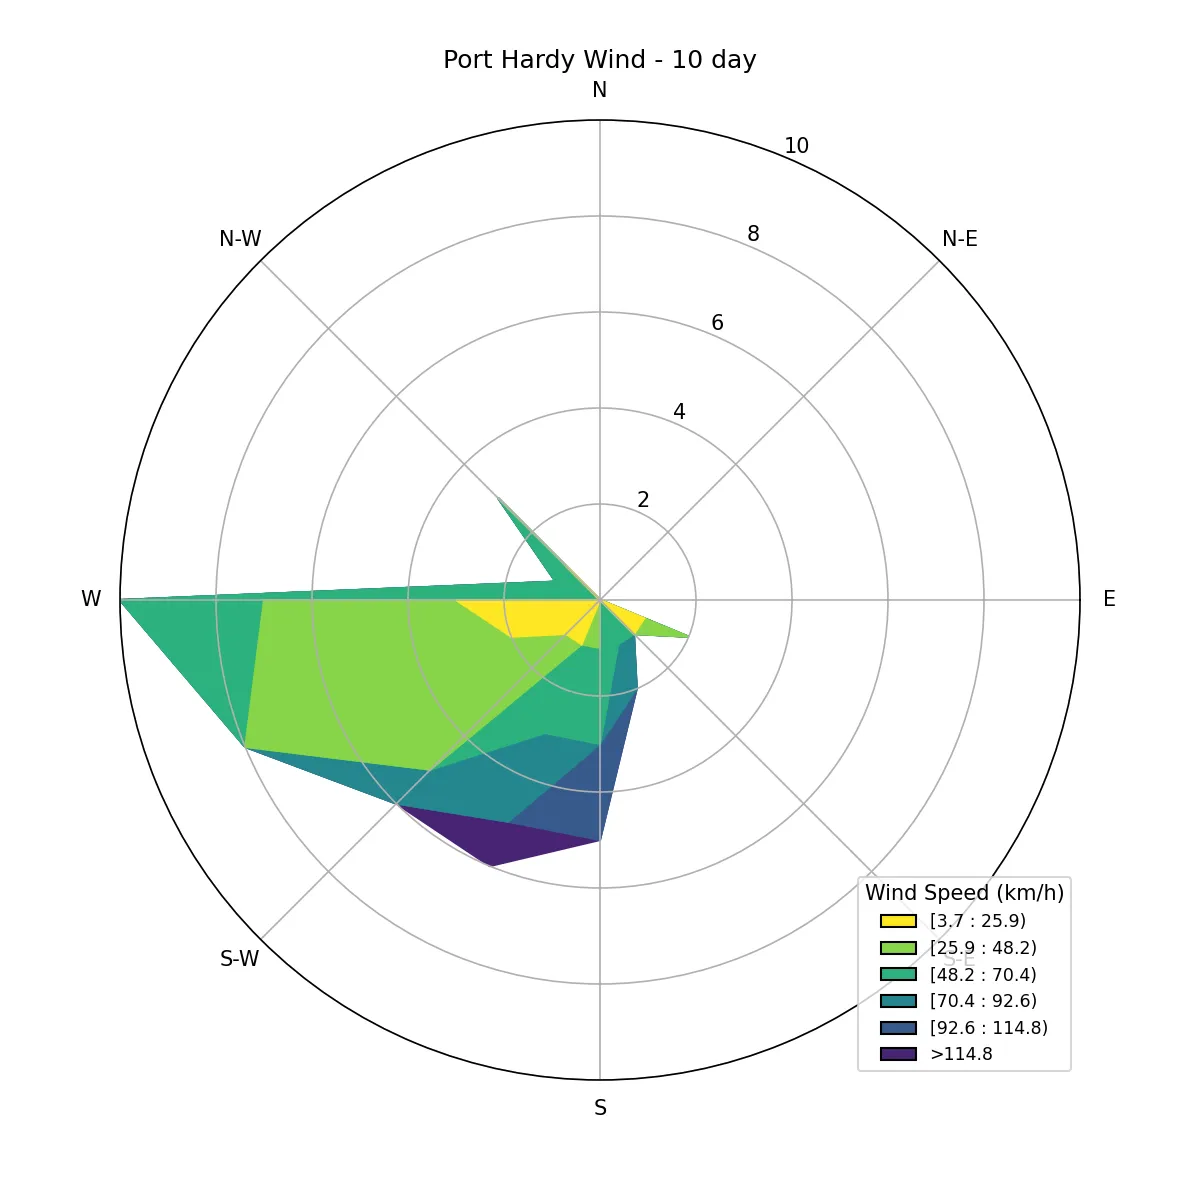 Port Hardy Wind - 10 day
N
10
N-W
N-E
8
6
4
2
W
E
S-W
S-E
S
Wind Speed (km/h)
[3.7 : 25.9)
[25.9 : 48.2)
[48.2 : 70.4)
[70.4 : 92.6)
[92.6 : 114.8)
>114.8